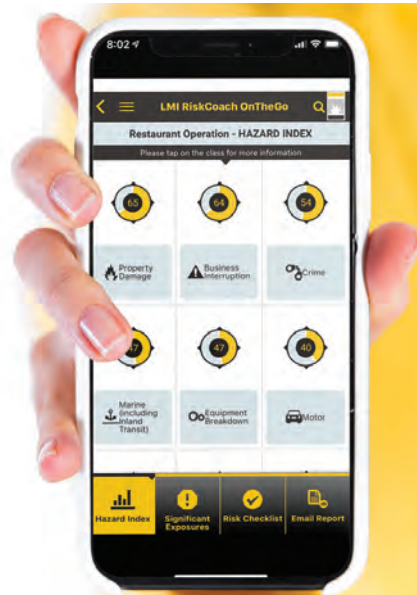 8:02
LMI RiskCoach OnTheGo
Restaurant Operation - HAZARD INDEX
Please tap on the class for more information
65
64
54
Property
Damage
Business
Interruption
Crime
47
47
40
Marine
(including
Inland
Transit)
Equipment
Breakdown
Motor
Hazard Index
Significant
Exposures
Risk Checklist
Email Report